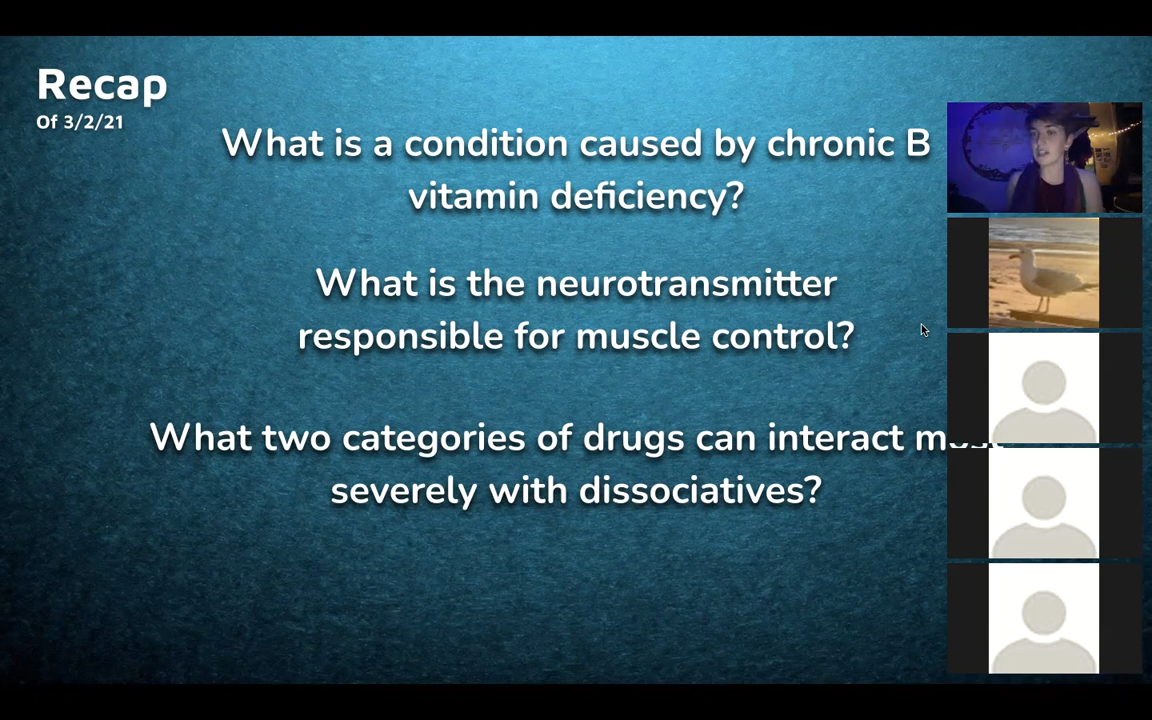 Recap
Of 3/2/21
What is a condition caused by chronic B
vitamin deficiency?
What is the neurotransmitter
responsible for muscle control?
What two categories of drugs can interact most
severely with dissociatives?